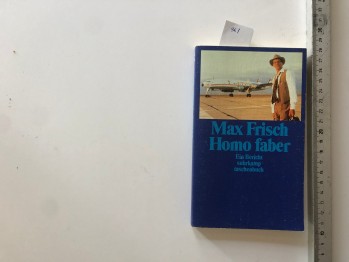 Max Frisch
Homo faber
Ein Bericht
suhrkamp
taschenbuch